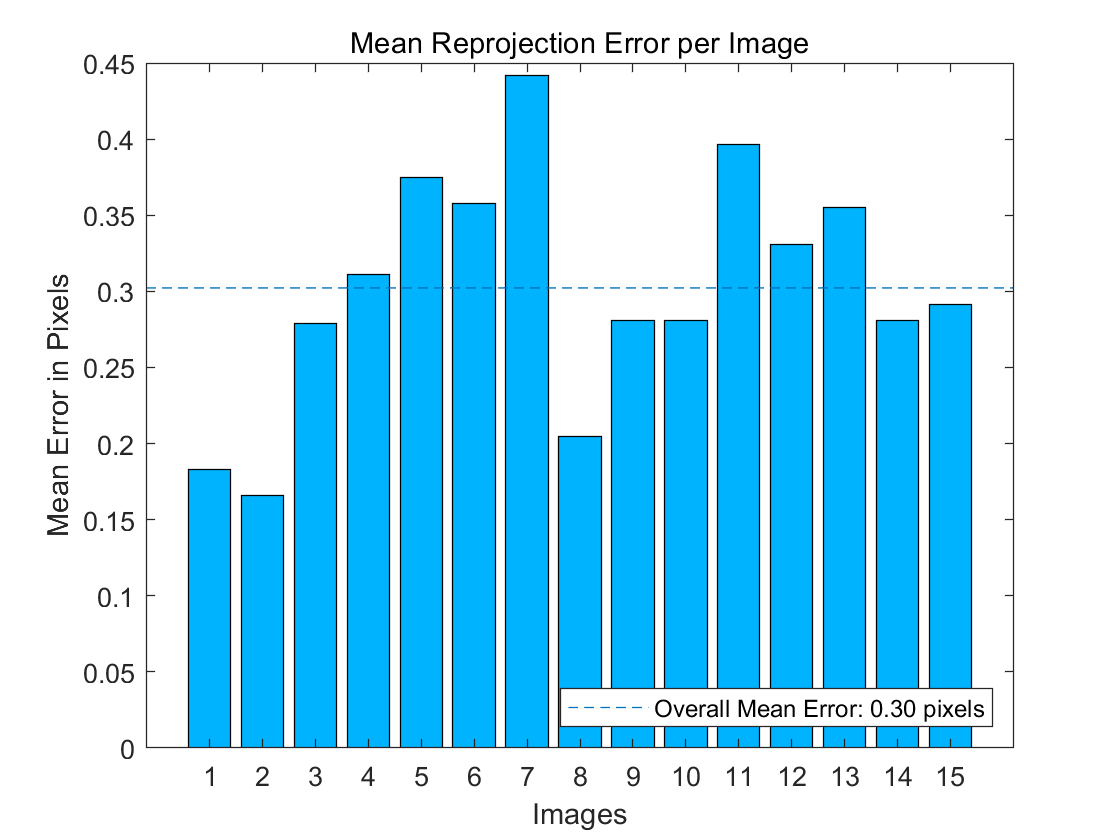 Mean Reprojection Error per Image
0.45
0.4
0.35
0.3
0.25
0.2
0.15
0.1
0.05
0
Mean Error in Pixels
Overall Mean Error: 0.30 pixels
1 2 3 4 5 6 7 8 9 10 11 12 13 14 15
Images